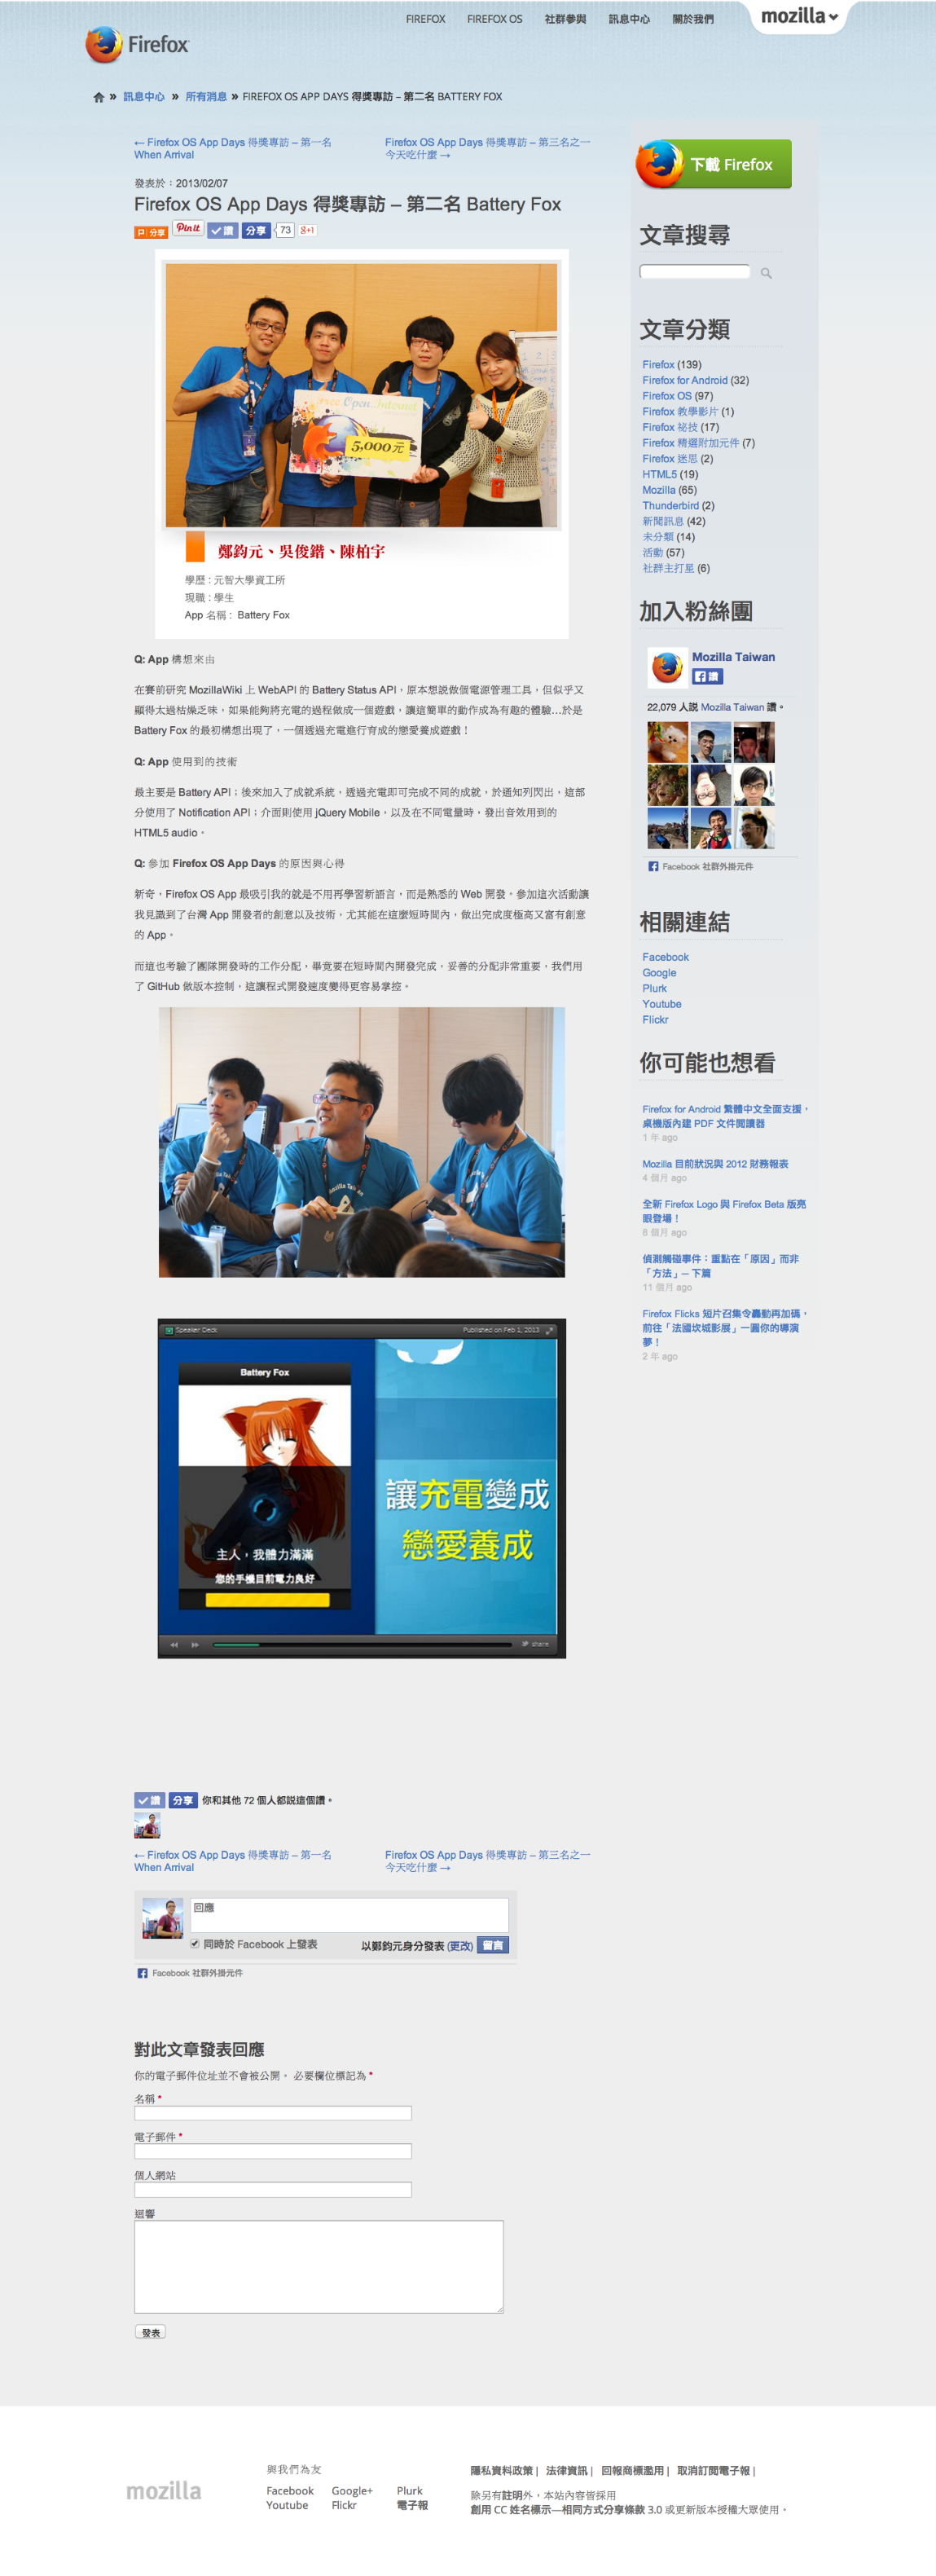 FIREFOX FIREFOX OS 社群參與 訊息中心 關於我們
mozilla
Firefox
» 訊息中心 » 所有消息 » FIREFOX OS APP DAYS 得獎專訪 – 第二名 BATTERY FOX
← Firefox OS App Days 得獎專訪 – 第一名
When Arrival
Firefox OS App Days 得獎專訪 – 第三名之一
今天吃什麼 →
發表於：2013/02/07
Firefox OS App Days 得獎專訪 – 第二名 Battery Fox
分享 Pin it 讚 分享 73 +1
Free Open Internet
5,000元
鄭鈞元、吳俊鍇、陳柏宇
學歷 : 元智大學資工所
現職 : 學生
App 名稱： Battery Fox
Q: App 構想來由
在賽前研究 MozillaWiki 上 WebAPI 的 Battery Status API，原本想說做個電源管理工具，但似乎又
顯得太過枯燥乏味，如果能夠將充電的過程做成一個遊戲，讓這簡單的動作成為有趣的體驗…於是
Battery Fox 的最初構想出現了，一個透過充電進行育成的戀愛養成遊戲！
Q: App 使用到的技術
最主要是 Battery API；後來加入了成就系統，透過充電即可完成不同的成就，於通知列閃出，這部
分使用了 Notification API；介面則使用 jQuery Mobile，以及在不同電量時，發出音效用到的
HTML5 audio。
Q: 參加 Firefox OS App Days 的原因與心得
新奇，Firefox OS App 最吸引我的就是不用再學習新語言，而是熟悉的 Web 開發。參加這次活動讓
我見識到了台灣 App 開發者的創意以及技術，尤其能在這麼短時間內，做出完成度極高又富有創意
的 App。
而這也考驗了團隊開發時的工作分配，畢竟要在短時間內開發完成，妥善的分配非常重要，我們用
了 GitHub 做版本控制，這讓程式開發速度變得更容易掌控。
Speaker Deck Published on Feb 1, 2013
Battery Fox
主人，我體力滿滿
您的手機目前電力良好
讓充電變成
戀愛養成
share
讚 分享 你和其他 72 個人都說這個讚。
← Firefox OS App Days 得獎專訪 – 第一名
When Arrival
Firefox OS App Days 得獎專訪 – 第三名之一
今天吃什麼 →
回應
同時於 Facebook 上發表 以鄭鈞元身分發表 (更改) 留言
Facebook 社群外掛元件
對此文章發表回應
你的電子郵件位址並不會被公開。 必要欄位標記為 *
名稱 *
電子郵件 *
個人網站
迴響
發表
下載 Firefox
文章搜尋
文章分類
Firefox (139)
Firefox for Android (32)
Firefox OS (97)
Firefox 教學影片 (1)
Firefox 祕技 (17)
Firefox 精選附加元件 (7)
Firefox 迷思 (2)
HTML5 (19)
Mozilla (65)
Thunderbird (2)
新聞訊息 (42)
未分類 (14)
活動 (57)
社群主打星 (6)
加入粉絲團
Mozilla Taiwan
讚
22,079 人說 Mozilla Taiwan 讚。
Facebook 社群外掛元件
相關連結
Facebook
Google
Plurk
Youtube
Flickr
你可能也想看
Firefox for Android 繁體中文全面支援，
桌機版內建 PDF 文件閱讀器
1 年 ago
Mozilla 目前狀況與 2012 財務報表
4 個月 ago
全新 Firefox Logo 與 Firefox Beta 版亮
眼登場！
8 個月 ago
偵測觸碰事件：重點在「原因」而非
「方法」─ 下篇
11 個月 ago
Firefox Flicks 短片召集令轟動再加碼，
前往「法國坎城影展」一圓你的導演
夢！
2 年 ago
mozilla
與我們為友
Facebook Google+ Plurk
Youtube Flickr 電子報
隱私資料政策 | 法律資訊 | 回報商標濫用 | 取消訂閱電子報 |
除另有註明外，本站內容皆採用
創用 CC 姓名標示—相同方式分享條款 3.0 或更新版本授權大眾使用。